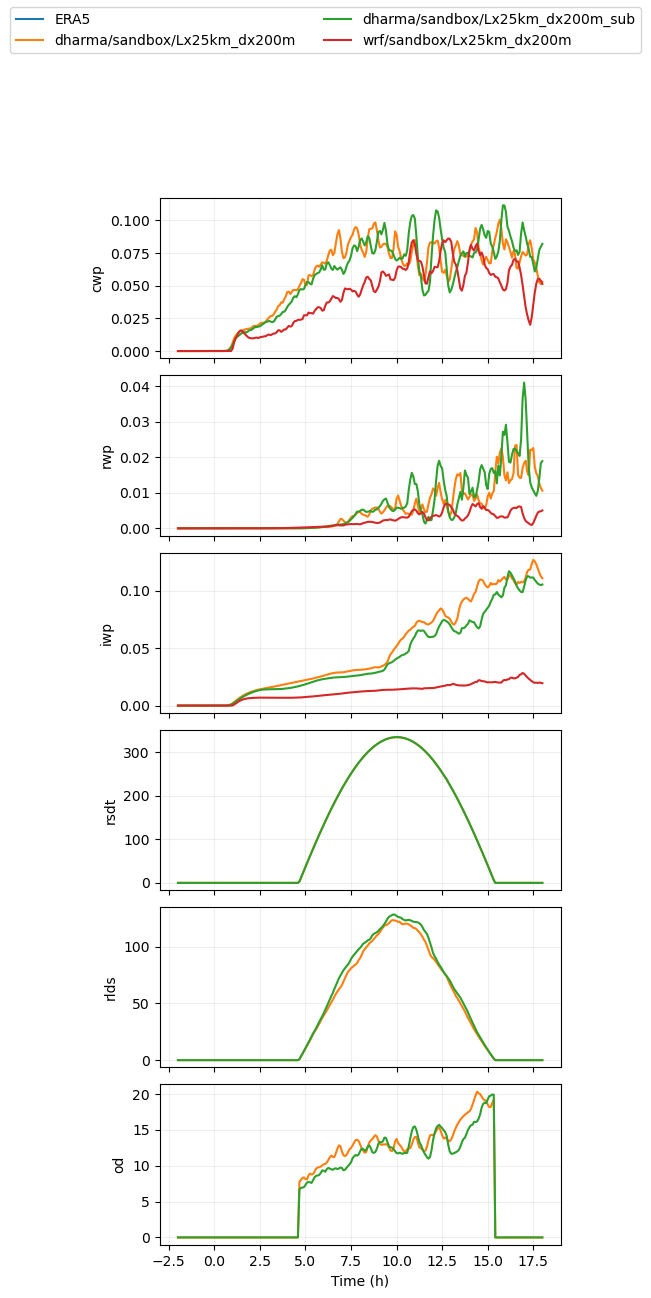 ERA5 dharma/sandbox/Lx25km_dx200m_sub
dharma/sandbox/Lx25km_dx200m wrf/sandbox/Lx25km_dx200m
0.100
0.075
cwp
0.050
0.025
0.000
0.04
0.03
rwp
0.02
0.01
0.00
0.10
iwp
0.05
0.00
300
200
rsdt
100
0
100
rlds
50
0
20
15
od
10
5
0
−2.5 0.0 2.5 5.0 7.5 10.0 12.5 15.0 17.5
Time (h)